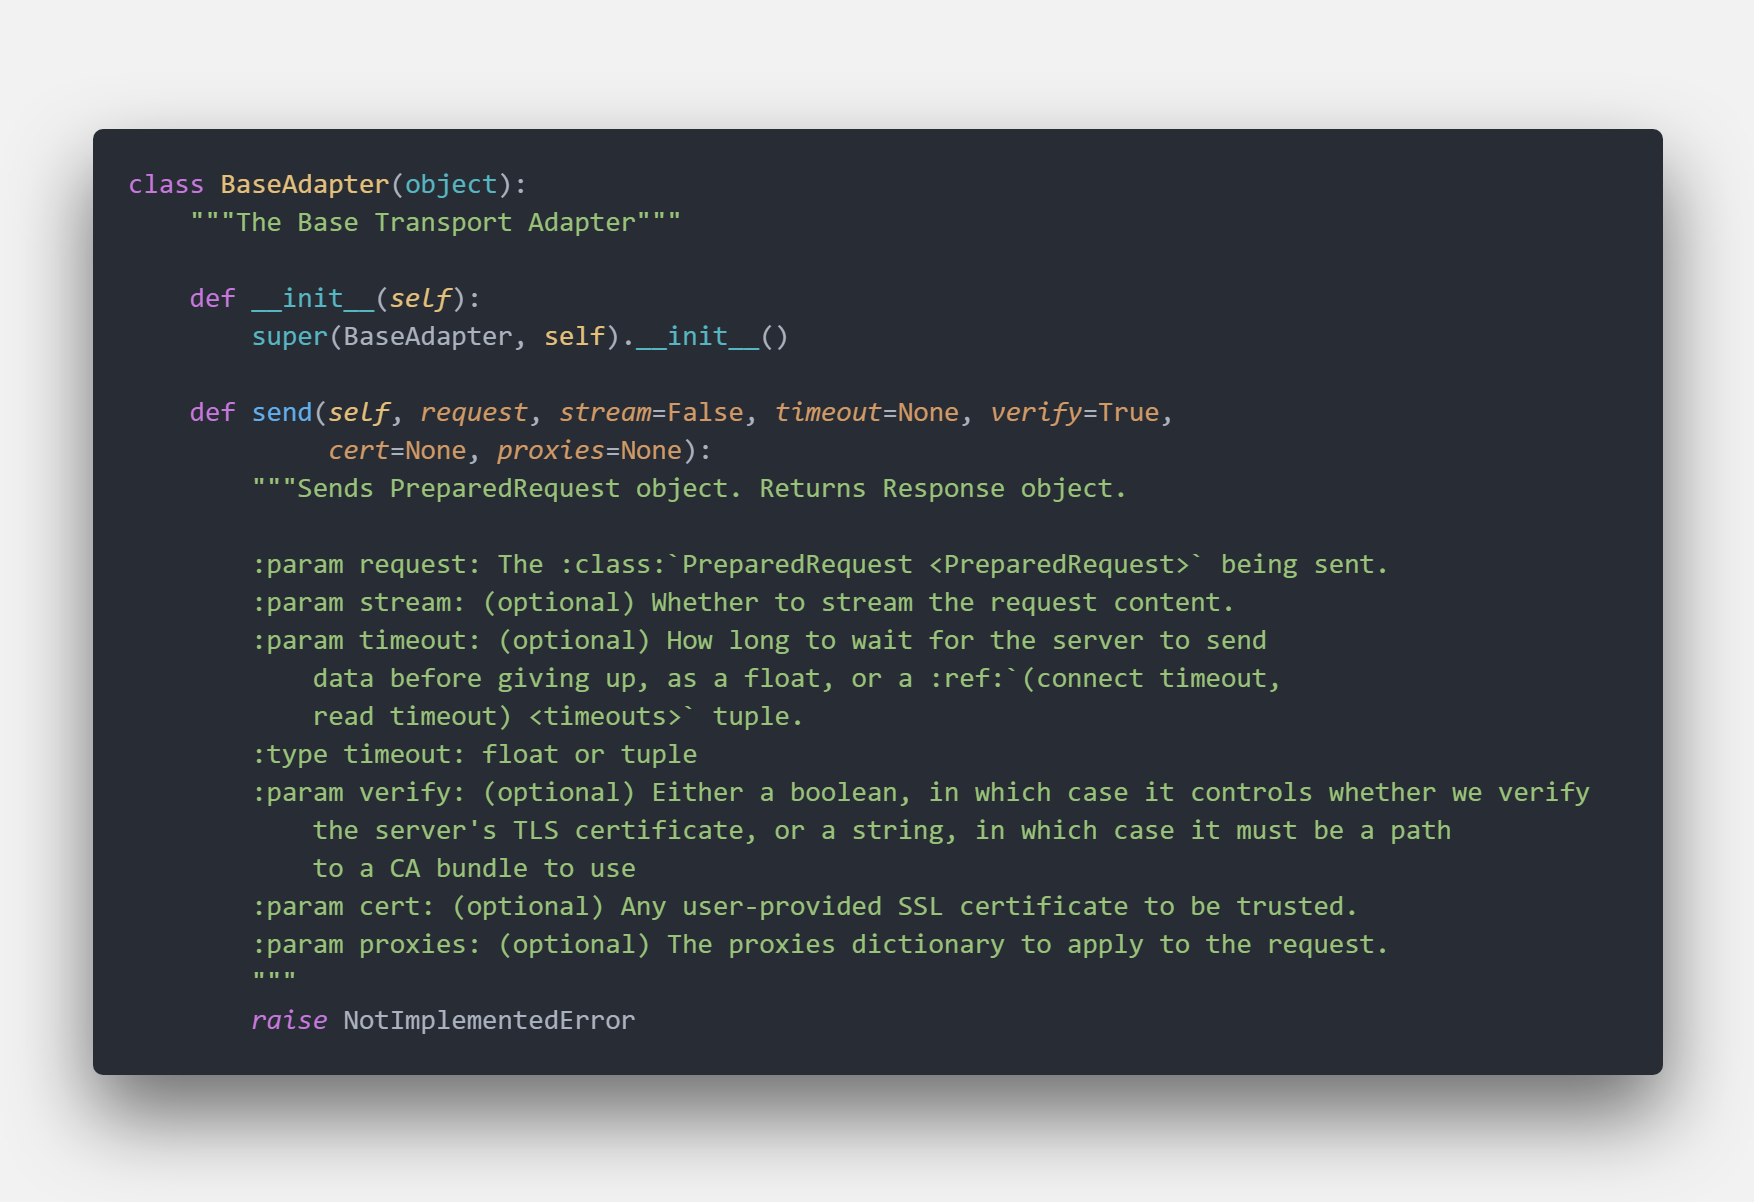 class BaseAdapter(object):
    """The Base Transport Adapter"""

    def __init__(self):
        super(BaseAdapter, self).__init__()

    def send(self, request, stream=False, timeout=None, verify=True,
             cert=None, proxies=None):
        """Sends PreparedRequest object. Returns Response object.

        :param request: The :class:`PreparedRequest <PreparedRequest>` being sent.
        :param stream: (optional) Whether to stream the request content.
        :param timeout: (optional) How long to wait for the server to send
            data before giving up, as a float, or a :ref:`(connect timeout,
            read timeout) <timeouts>` tuple.
        :type timeout: float or tuple
        :param verify: (optional) Either a boolean, in which case it controls whether we verify
            the server's TLS certificate, or a string, in which case it must be a path
            to a CA bundle to use
        :param cert: (optional) Any user-provided SSL certificate to be trusted.
        :param proxies: (optional) The proxies dictionary to apply to the request.
        """
        raise NotImplementedError